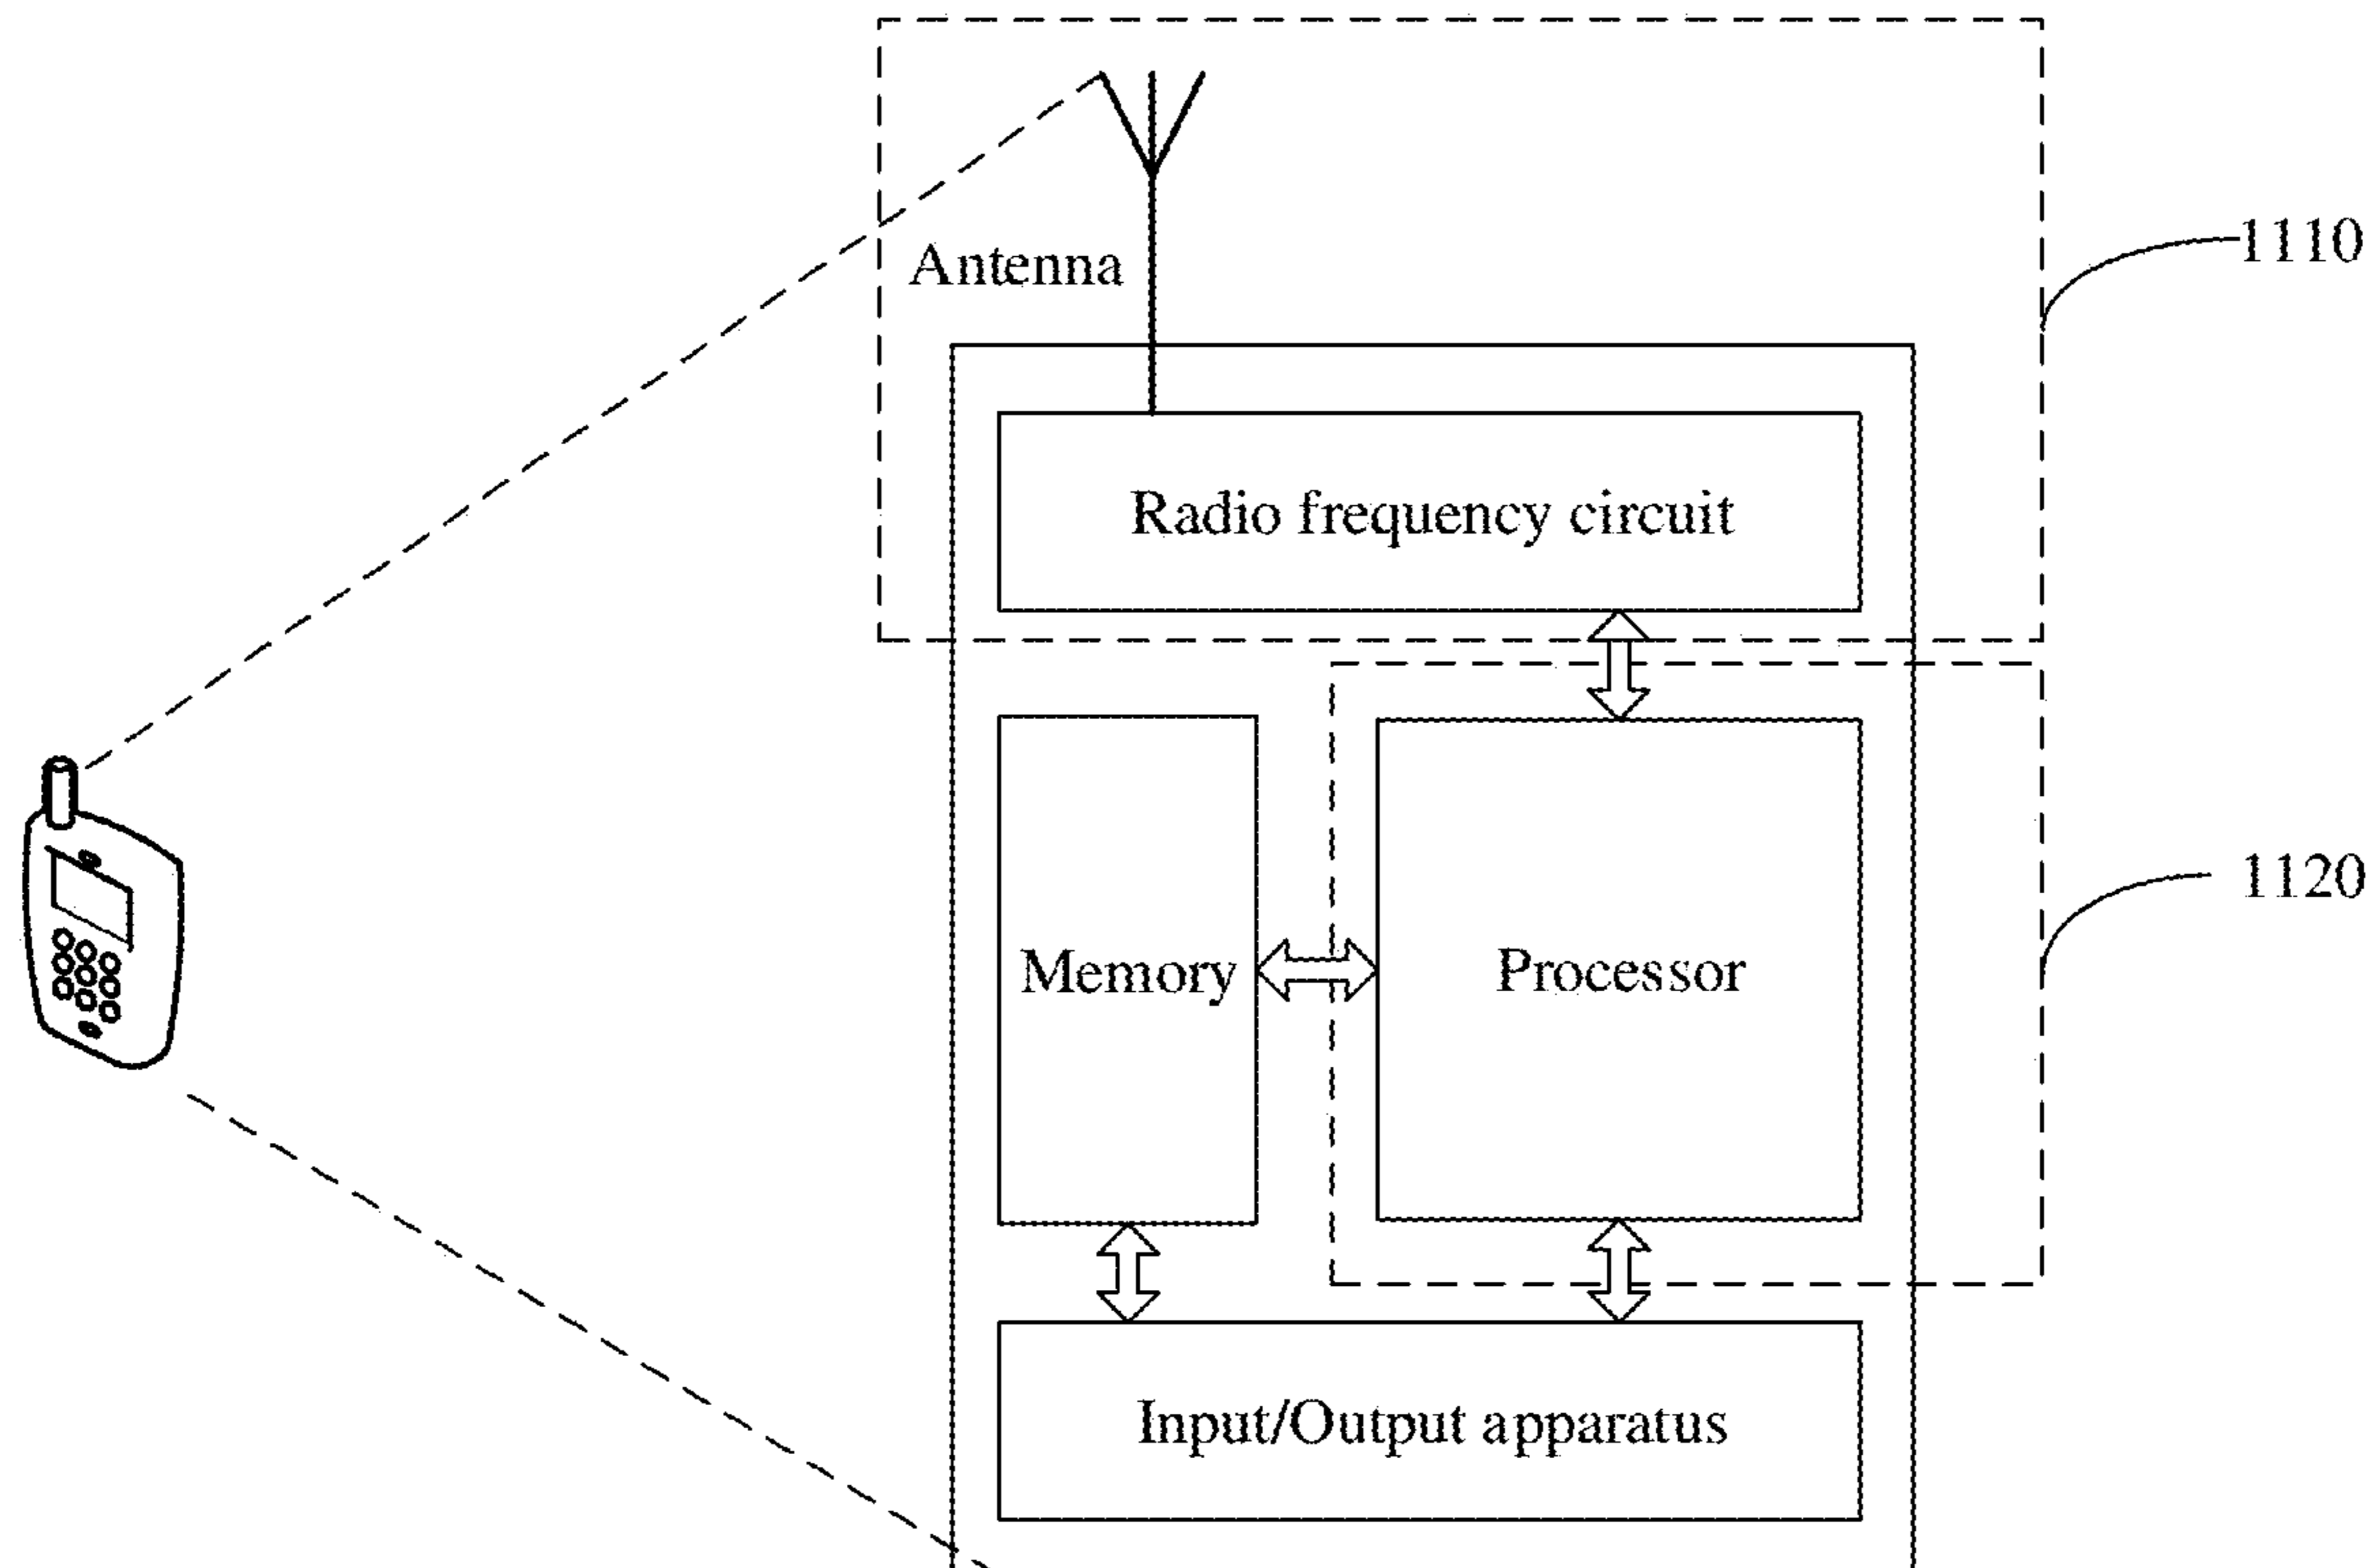 1110
Antenna
Radio frequency circuit
1120
Memory
Processor
Input/Output apparatus